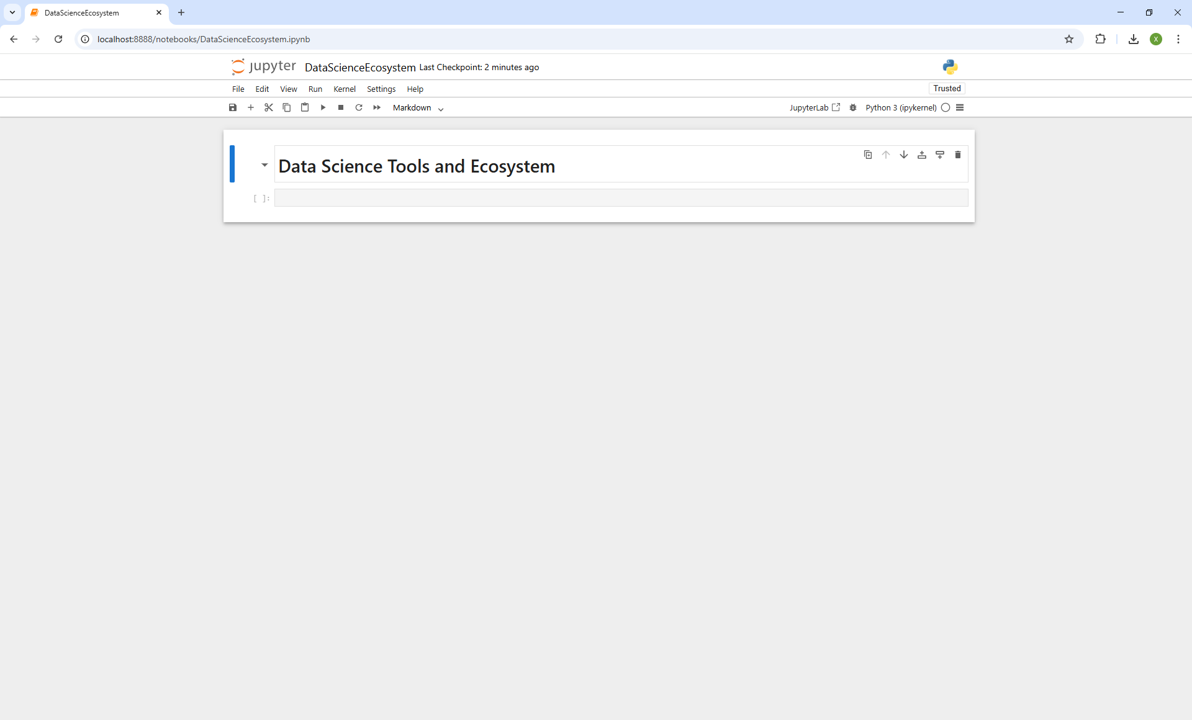 DataScienceEcosystem
localhost:8888/notebooks/DataScienceEcosystem.ipynb
X
jupyter DataScienceEcosystem Last Checkpoint: 2 minutes ago
File Edit View Run Kernel Settings Help
Trusted
Markdown
JupyterLab
Python 3 (ipykernel)
Data Science Tools and Ecosystem
[ ]: